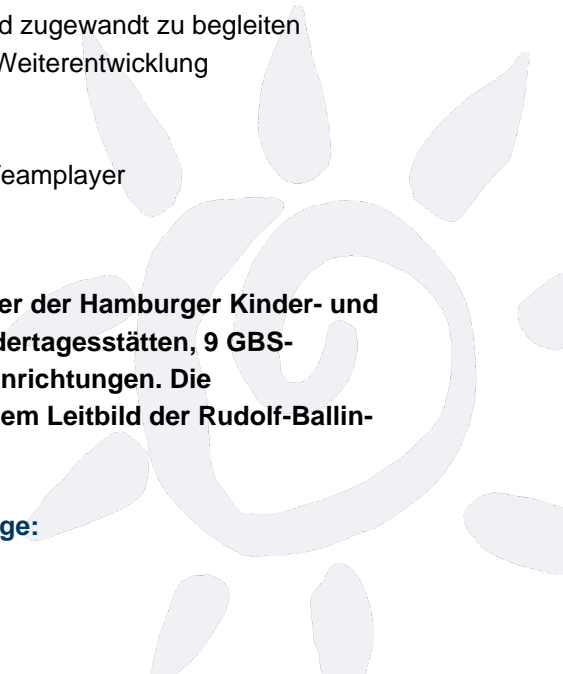 d zugewandt zu begleiten
Weiterentwicklung
Teamplayer
er der Hamburger Kinder- und
dertagesstätten, 9 GBS-
nrichtungen. Die
em Leitbild der Rudolf-Ballin-
ge: